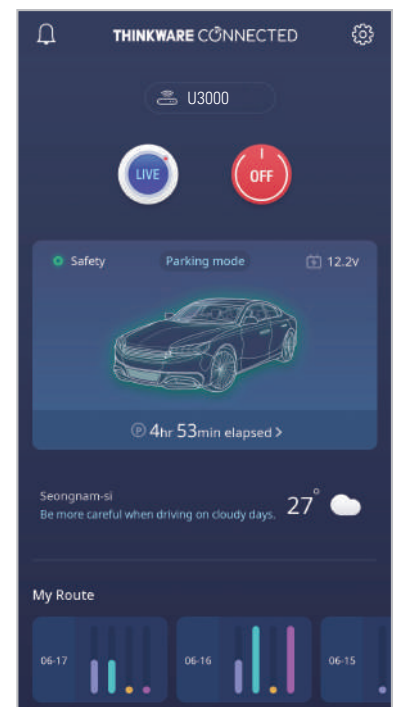 THINKWARE CONNECTED
U3000
LIVE
OFF
Safety Parking mode 12.2v
P 4hr 53min elapsed >
Seongnam-si
Be more careful when driving on cloudy days. 27°
My Route
06-17 06-16 06-15